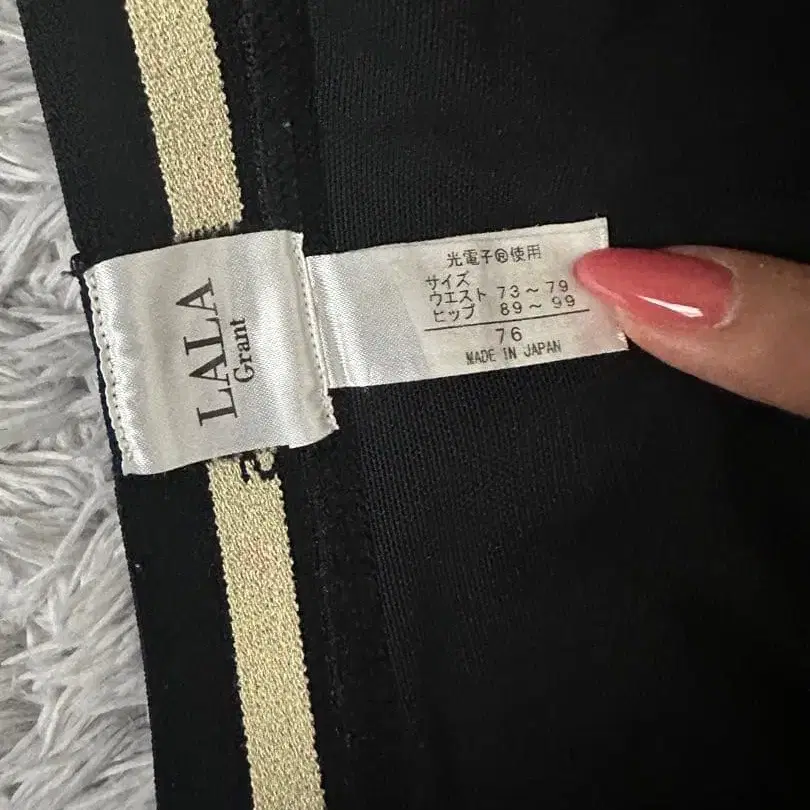 LALA
Grant
光電子®使用
サイズ
ウエスト 73～79
ヒップ 89～99
76
MADE IN JAPAN